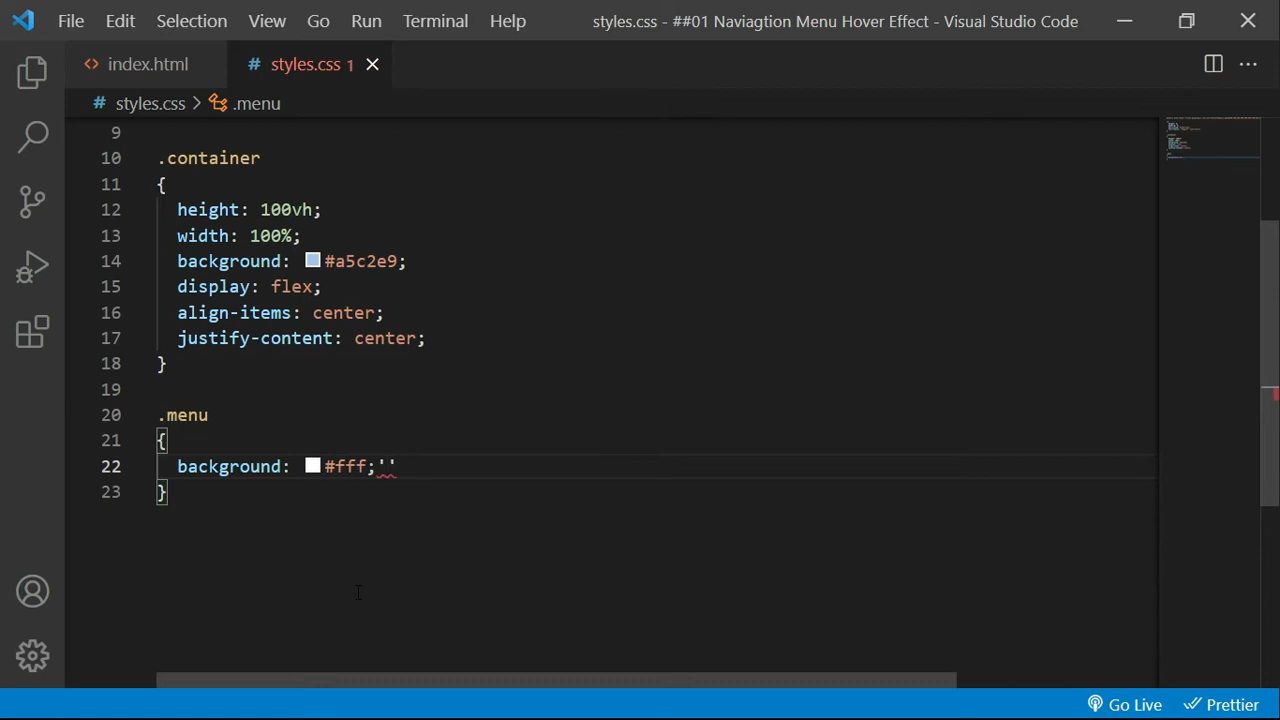 File Edit Selection View Go Run Terminal Help styles.css - ##01 Naviagtion Menu Hover Effect - Visual Studio Code
index.html styles.css 1
styles.css > .menu
9
10 .container
11 {
12 height: 100vh;
13 width: 100%;
14 background: #a5c2e9;
15 display: flex;
16 align-items: center;
17 justify-content: center;
18 }
19
20 .menu
21 {
22 background: #fff;''
23 }
Go Live Prettier